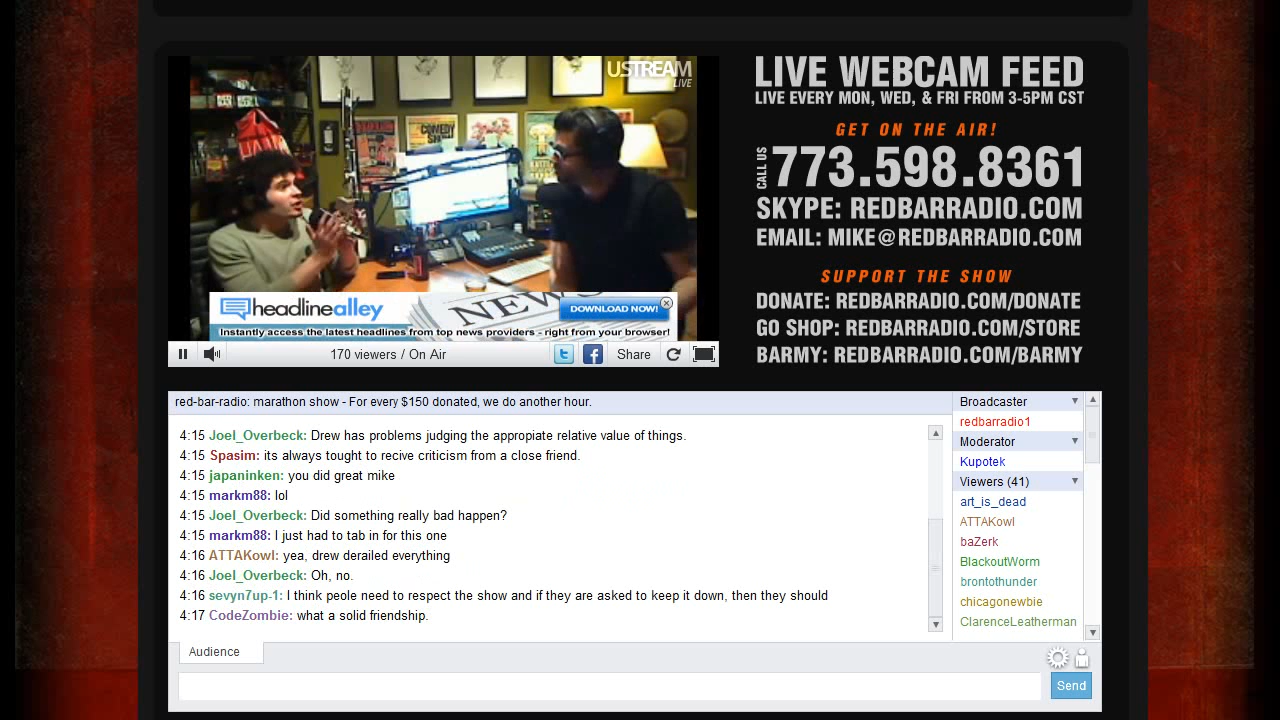 USTREAM
LIVE
COMEDY
headlinealley
NEWS
DOWNLOAD NOW!
Instantly access the latest headlines from top news providers - right from your browser!
170 viewers / On Air
Share
LIVE WEBCAM FEED
LIVE EVERY MON, WED, & FRI FROM 3-5PM CST
GET ON THE AIR!
CALL US
773.598.8361
SKYPE: REDBARRADIO.COM
EMAIL: MIKE@REDBARRADIO.COM
SUPPORT THE SHOW
DONATE: REDBARRADIO.COM/DONATE
GO SHOP: REDBARRADIO.COM/STORE
BARMY: REDBARRADIO.COM/BARMY
red-bar-radio: marathon show - For every $150 donated, we do another hour.
4:15 Joel_Overbeck: Drew has problems judging the appropiate relative value of things.
4:15 Spasim: its always tought to recive criticism from a close friend.
4:15 japaninken: you did great mike
4:15 markm88: lol
4:15 Joel_Overbeck: Did something really bad happen?
4:15 markm88: I just had to tab in for this one
4:16 ATTAKowl: yea, drew derailed everything
4:16 Joel_Overbeck: Oh, no.
4:16 sevyn7up-1: I think peole need to respect the show and if they are asked to keep it down, then they should
4:17 CodeZombie: what a solid friendship.
Broadcaster
redbarradio1
Moderator
Kupotek
Viewers (41)
art_is_dead
ATTAKowl
baZerk
BlackoutWorm
brontothunder
chicagonewbie
ClarenceLeatherman
Audience
Send